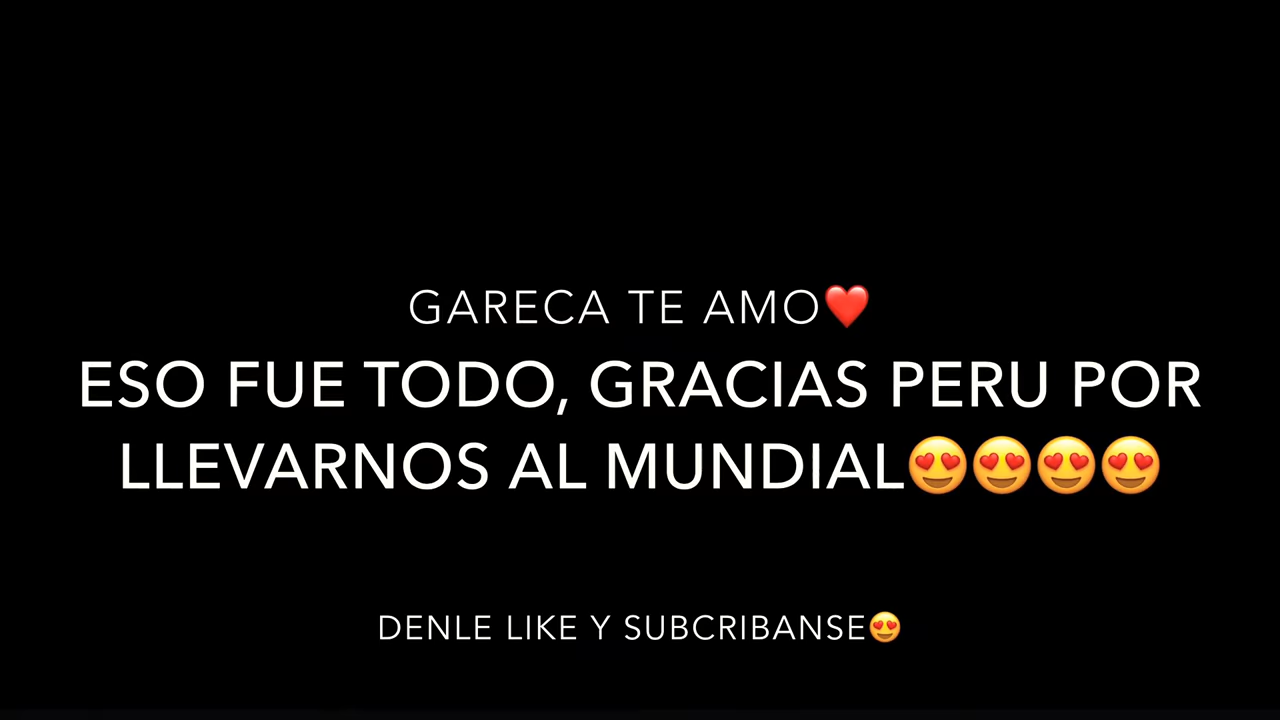 GARECA TE AMO❤️
ESO FUE TODO, GRACIAS PERU POR
LLEVARNOS AL MUNDIAL😍😍😍😍
DENLE LIKE Y SUBCRIBANSE😍